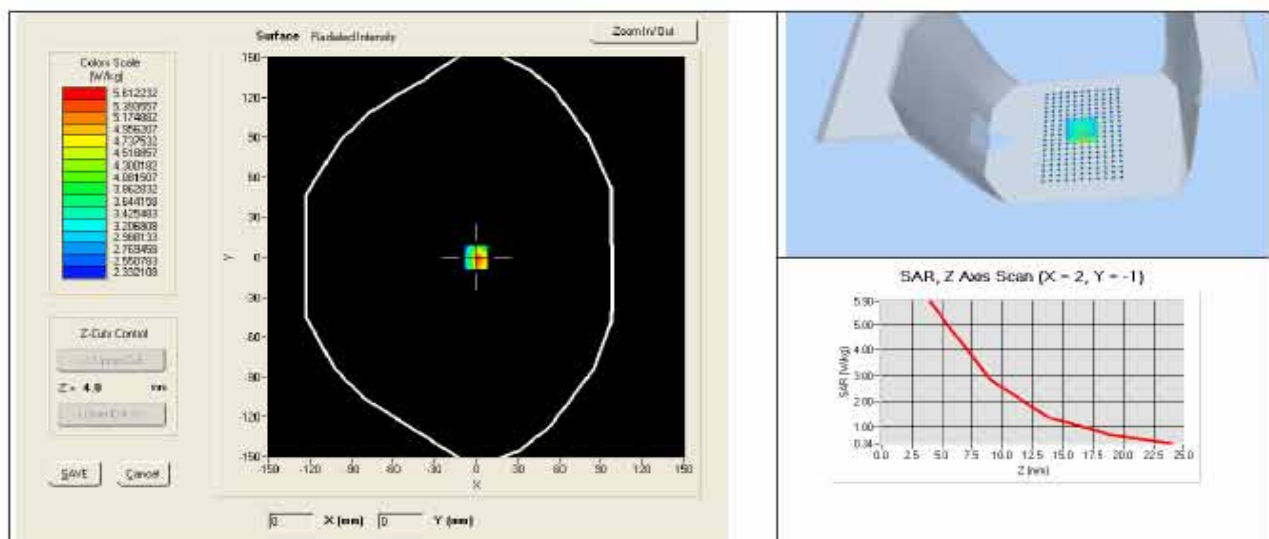 Surface Radiated Intensity
Zoom In/Out
Colors Scale
[W/kg]
5.612232
5.393557
5.174882
4.956207
4.737532
4.518857
4.300182
4.081507
3.862832
3.644158
3.425483
3.206808
2.988133
2.769458
2.550783
2.332108
Z-Cuts Control
Z = 4.0 mm
SAVE Cancel
150
120
90
60
30
0
-30
-60
-90
-120
-150
Y
-150 -120 -90 -60 -30 0 30 60 90 120 150
X
0 X (mm) 0 Y (mm)
SAR, Z Axis Scan (X = 2, Y = -1)
SAR (W/kg)
5.90
5.00
4.00
3.00
2.00
1.00
0.34
0.0 2.5 5.0 7.5 10.0 12.5 15.0 17.5 20.0 22.5 25.0
Z (mm)